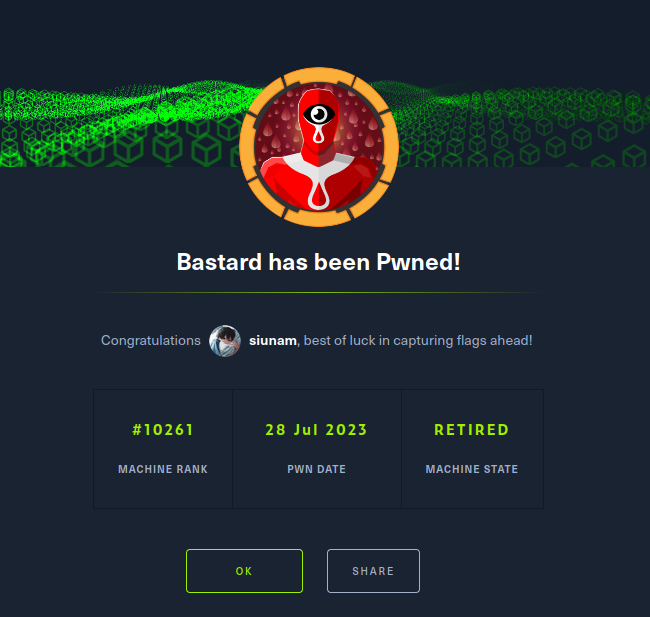 Bastard has been Pwned!
Congratulations siunam, best of luck in capturing flags ahead!
#10261 28 Jul 2023 RETIRED
MACHINE RANK PWN DATE MACHINE STATE
OK SHARE